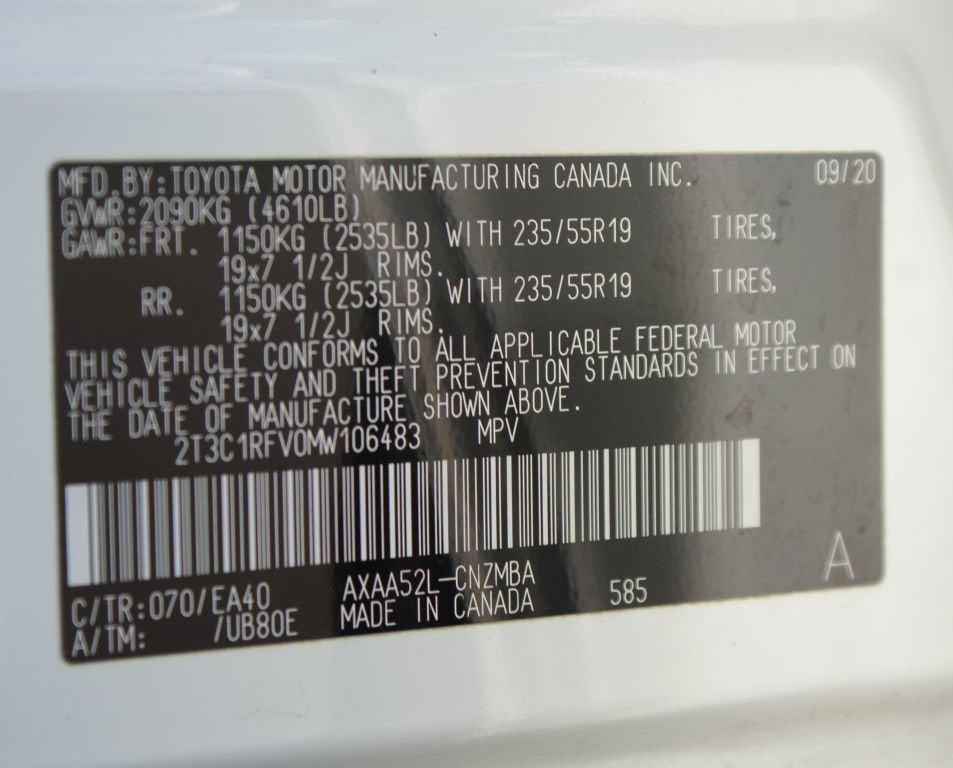 MFD.BY:TOYOTA MOTOR MANUFACTURING CANADA INC. 09/20
GVWR:2090KG (4610LB)
GAWR:FRT. 1150KG (2535LB) WITH 235/55R19 TIRES,
19x7 1/2J RIMS.
RR. 1150KG (2535LB) WITH 235/55R19 TIRES,
19x7 1/2J RIMS.
THIS VEHICLE CONFORMS TO ALL APPLICABLE FEDERAL MOTOR
VEHICLE SAFETY AND THEFT PREVENTION STANDARDS IN EFFECT ON
THE DATE OF MANUFACTURE SHOWN ABOVE.
2T3C1RFV0MW106483 MPV
C/TR:070/EA40 AXAA52L-CNZMBA 585 A
A/TM: /UB80E MADE IN CANADA